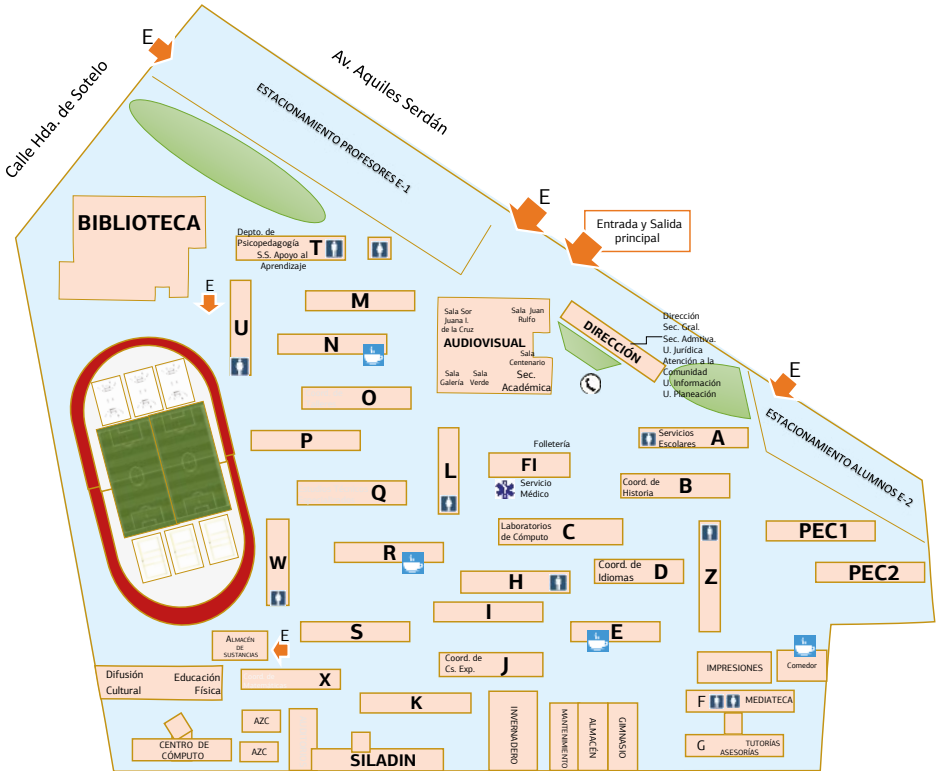 E
Calle Hda. de Sotelo
Av. Aquiles Serdán
ESTACIONAMIENTO PROFESORES E-1
E
Entrada y Salida
principal
BIBLIOTECA
Depto. de
Psicopedagogía
S.S. Apoyo al
Aprendizaje
T
E
U
M
N
O
P
Q
Sala Sor
Juana I.
de la Cruz
Sala Juan
Rulfo
AUDIOVISUAL
Sala
Centenario
Sala
Galería
Sala
Verde
Sec.
Académica
DIRECCIÓN
Dirección
Sec. Gral.
Sec. Admtiva.
U. Jurídica
Atención a la
Comunidad
U. Información
U. Planeación
E
ESTACIONAMIENTO ALUMNOS E-2
Servicios
Escolares
A
L
Folletería
FI
Servicio
Médico
Coord. de
Historia
B
Laboratorios
de Cómputo
C
PEC1
PEC2
W
R
H
Coord. de
Idiomas
D
Z
I
S
E
ALMACÉN
DE
SUSTANCIAS
E
Coord. de
Cs. Exp.
J
IMPRESIONES
Comedor
Difusión
Cultural
Educación
Física
X
K
F
MEDIATECA
G
TUTORÍAS
ASESORÍAS
CENTRO DE
CÓMPUTO
AZC
AZC
SILADIN
INVERNADERO
MANTENIMIENTO
ALMACÉN
GIMNASIO